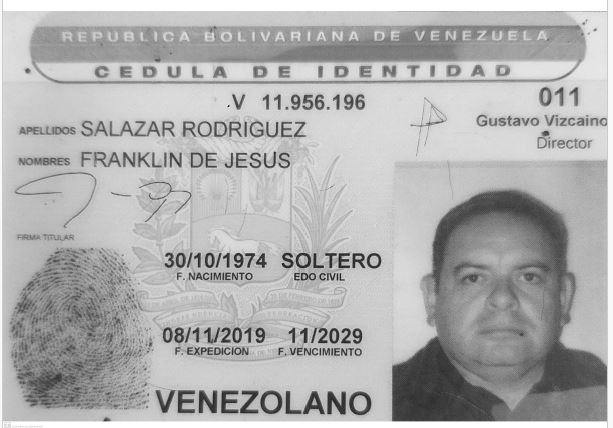 REPUBLICA BOLIVARIANA DE VENEZUELA
CEDULA DE IDENTIDAD
V 11.956.196
011
Gustavo Vizcaino
Director
APELLIDOS SALAZAR RODRIGUEZ
NOMBRES FRANKLIN DE JESUS
FIRMA TITULAR
30/10/1974 SOLTERO
F. NACIMIENTO EDO CIVIL
08/11/2019 11/2029
F. EXPEDICION F. VENCIMIENTO
VENEZOLANO